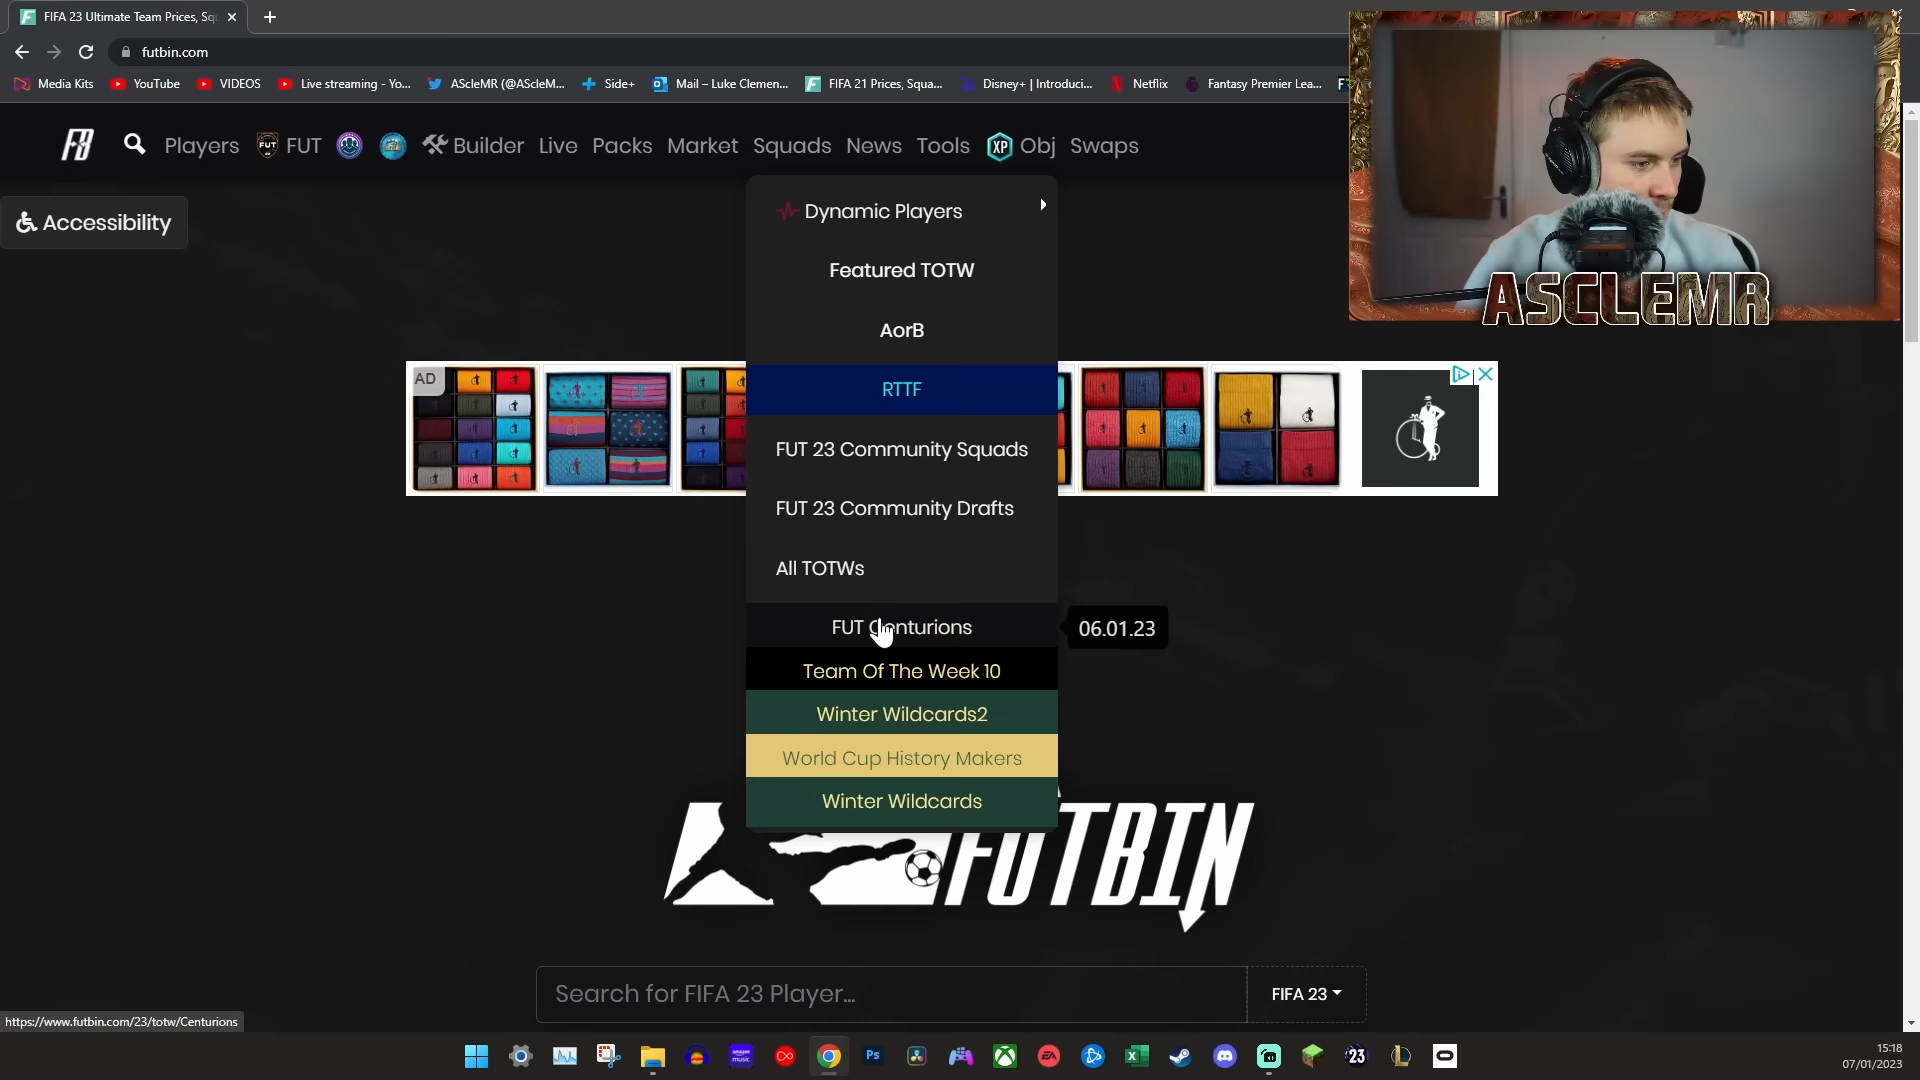 FIFA 23 Ultimate Team Prices, Squ
futbin.com
Media Kits
YouTube
VIDEOS
Live streaming - Yo...
AScleMR (@AScleM...
Side+
Mail – Luke Clemen...
FIFA 21 Prices, Squa...
Disney+ | Introduci...
Netflix
Fantasy Premier Lea...
Players
FUT
Builder
Live
Packs
Market
Squads
News
Tools
XP
Obj
Swaps
Accessibility
ASCLEMR
Dynamic Players
Featured TOTW
AorB
RTTF
FUT 23 Community Squads
FUT 23 Community Drafts
All TOTWs
FUT Centurions
06.01.23
Team Of The Week 10
Winter Wildcards2
World Cup History Makers
Winter Wildcards
AD
FUTBIN
Search for FIFA 23 Player...
FIFA 23
https://www.futbin.com/23/totw/Centurions
15:18
07/01/2023